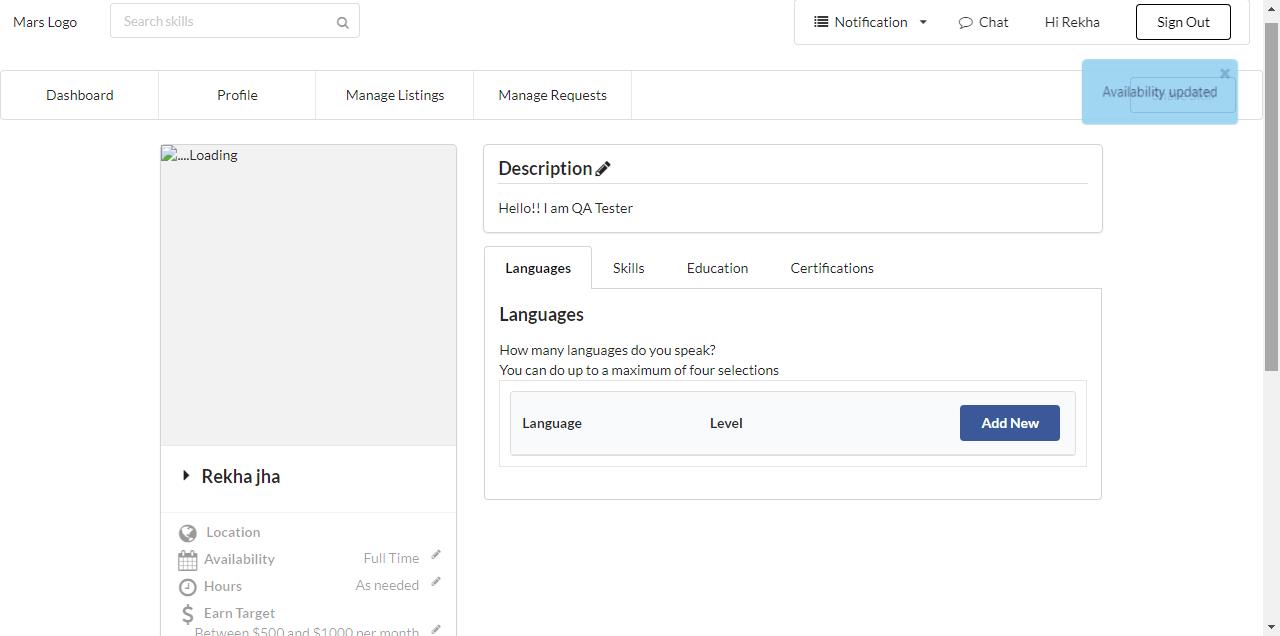 Mars Logo
Search skills
Notification
Chat
Hi Rekha
Sign Out
Dashboard
Profile
Manage Listings
Manage Requests
Availability updated
....Loading
Description
Hello!! I am QA Tester
Languages
Skills
Education
Certifications
Languages
How many languages do you speak?
You can do up to a maximum of four selections
Language
Level
Add New
Rekha jha
Location
Availability
Full Time
Hours
As needed
Earn Target
Between $500 and $1000 per month